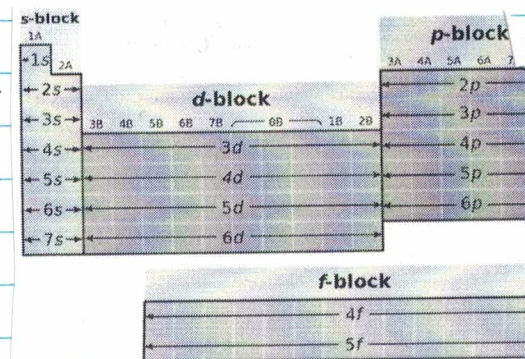 s-block
1A
p-block
1s 2A
3A 4A 5A 6A 7
2s 2p
d-block
3s 3B 4B 5B 6B 7B 8B 1B 2B 3p
4s 3d 4p
5s 4d 5p
6s 5d 6p
7s 6d
f-block
4f
5f